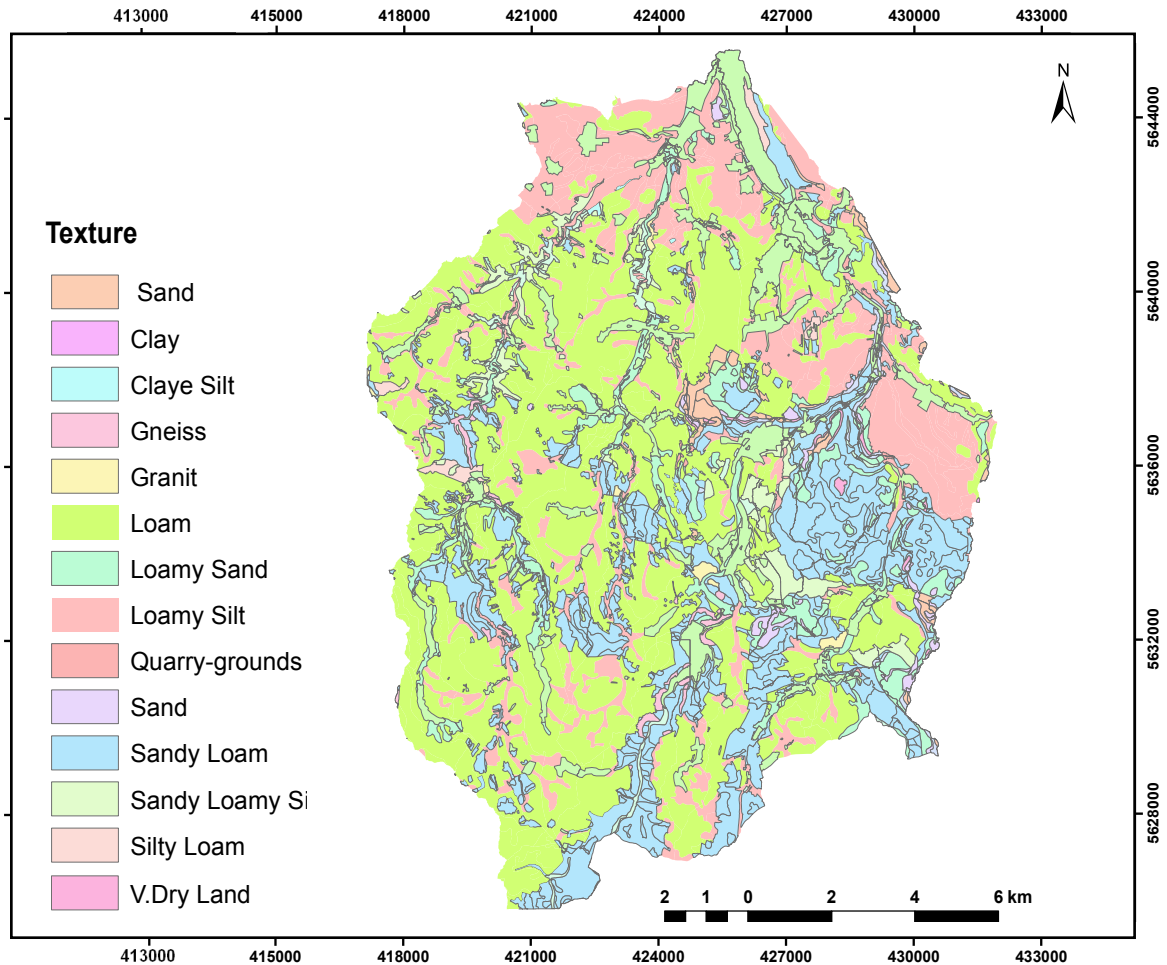 413000 415000 418000 421000 424000 427000 430000 433000
N
5644000
5640000
5636000
5632000
5628000
Texture
Sand
Clay
Claye Silt
Gneiss
Granit
Loam
Loamy Sand
Loamy Silt
Quarry-grounds
Sand
Sandy Loam
Sandy Loamy Si
Silty Loam
V.Dry Land
2 1 0 2 4 6 km
413000 415000 418000 421000 424000 427000 430000 433000